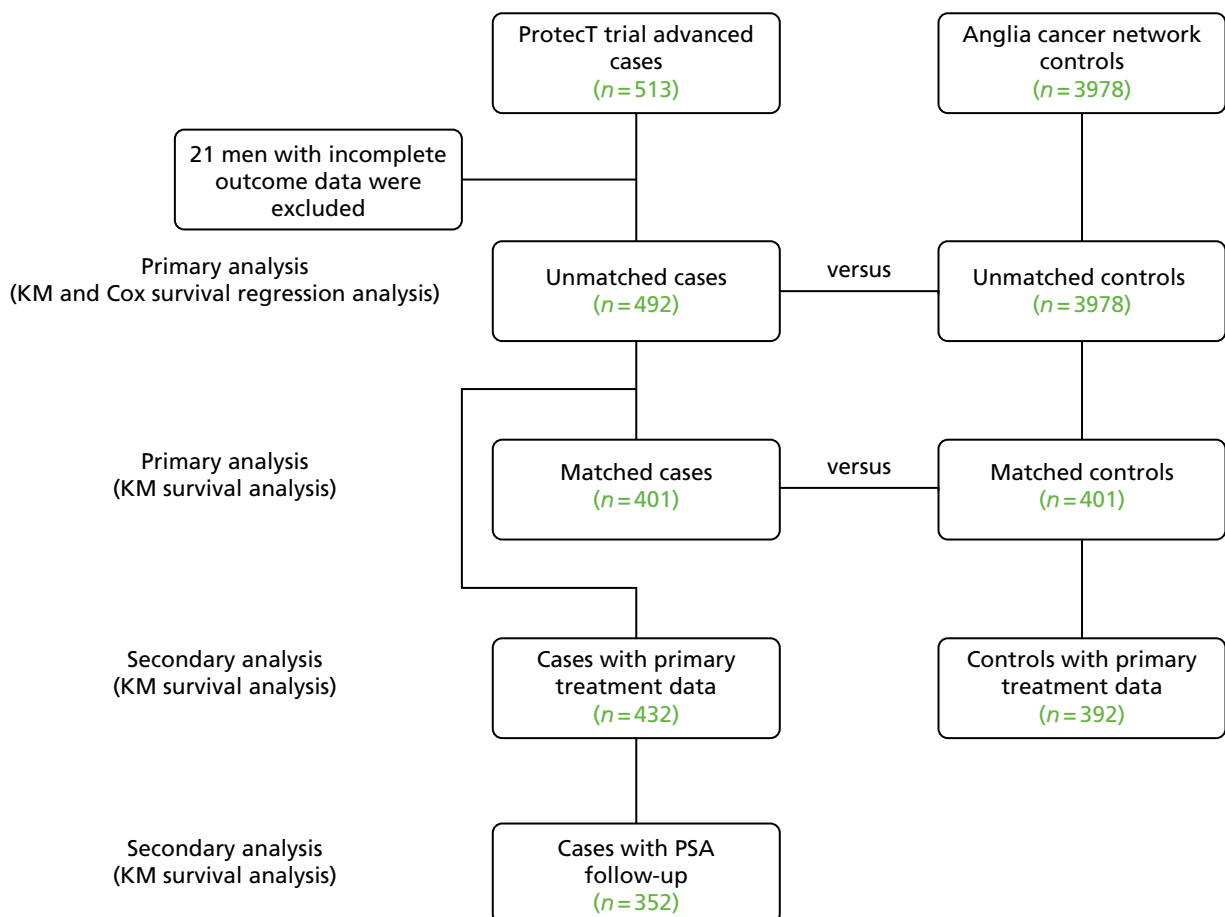 ProtecT trial advanced
cases
(n=513)
Anglia cancer network
controls
(n=3978)
21 men with incomplete
outcome data were
excluded
Primary analysis
(KM and Cox survival regression analysis)
Unmatched cases
(n=492)
versus
Unmatched controls
(n=3978)
Primary analysis
(KM survival analysis)
Matched cases
(n=401)
versus
Matched controls
(n=401)
Secondary analysis
(KM survival analysis)
Cases with primary
treatment data
(n=432)
Controls with primary
treatment data
(n=392)
Secondary analysis
(KM survival analysis)
Cases with PSA
follow-up
(n=352)